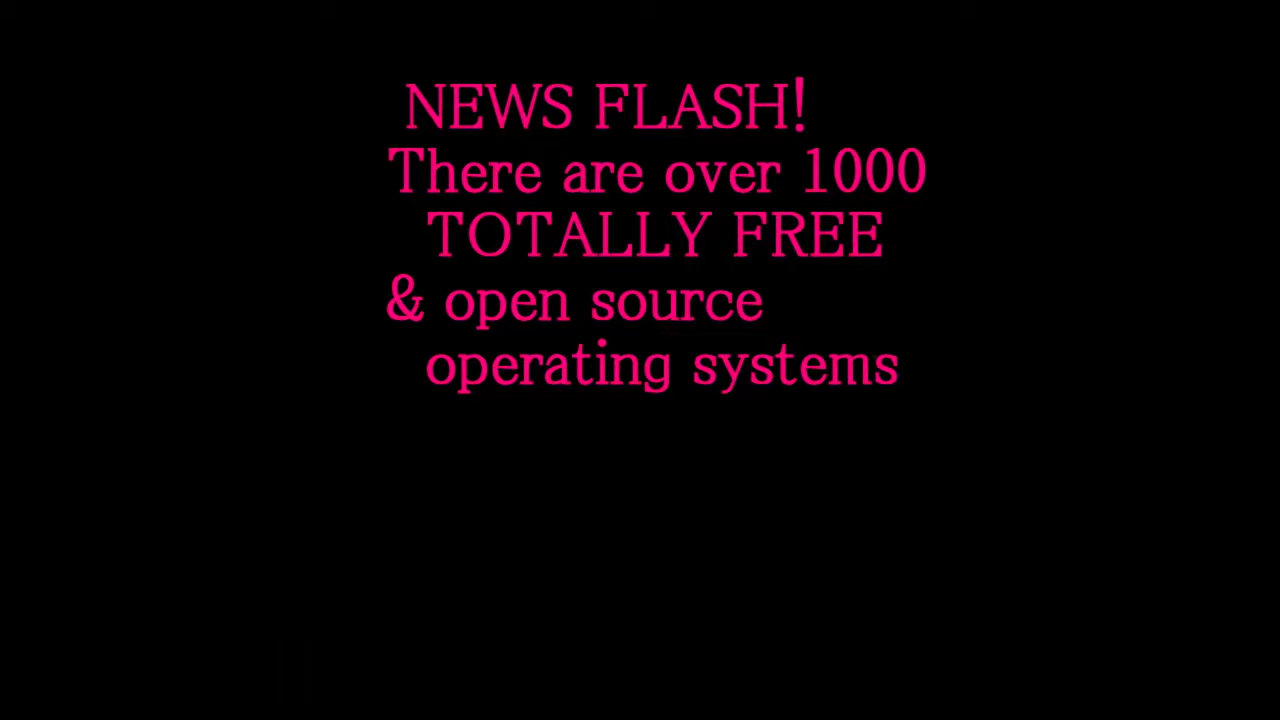 NEWS FLASH!
There are over 1000
TOTALLY FREE
& open source
operating systems